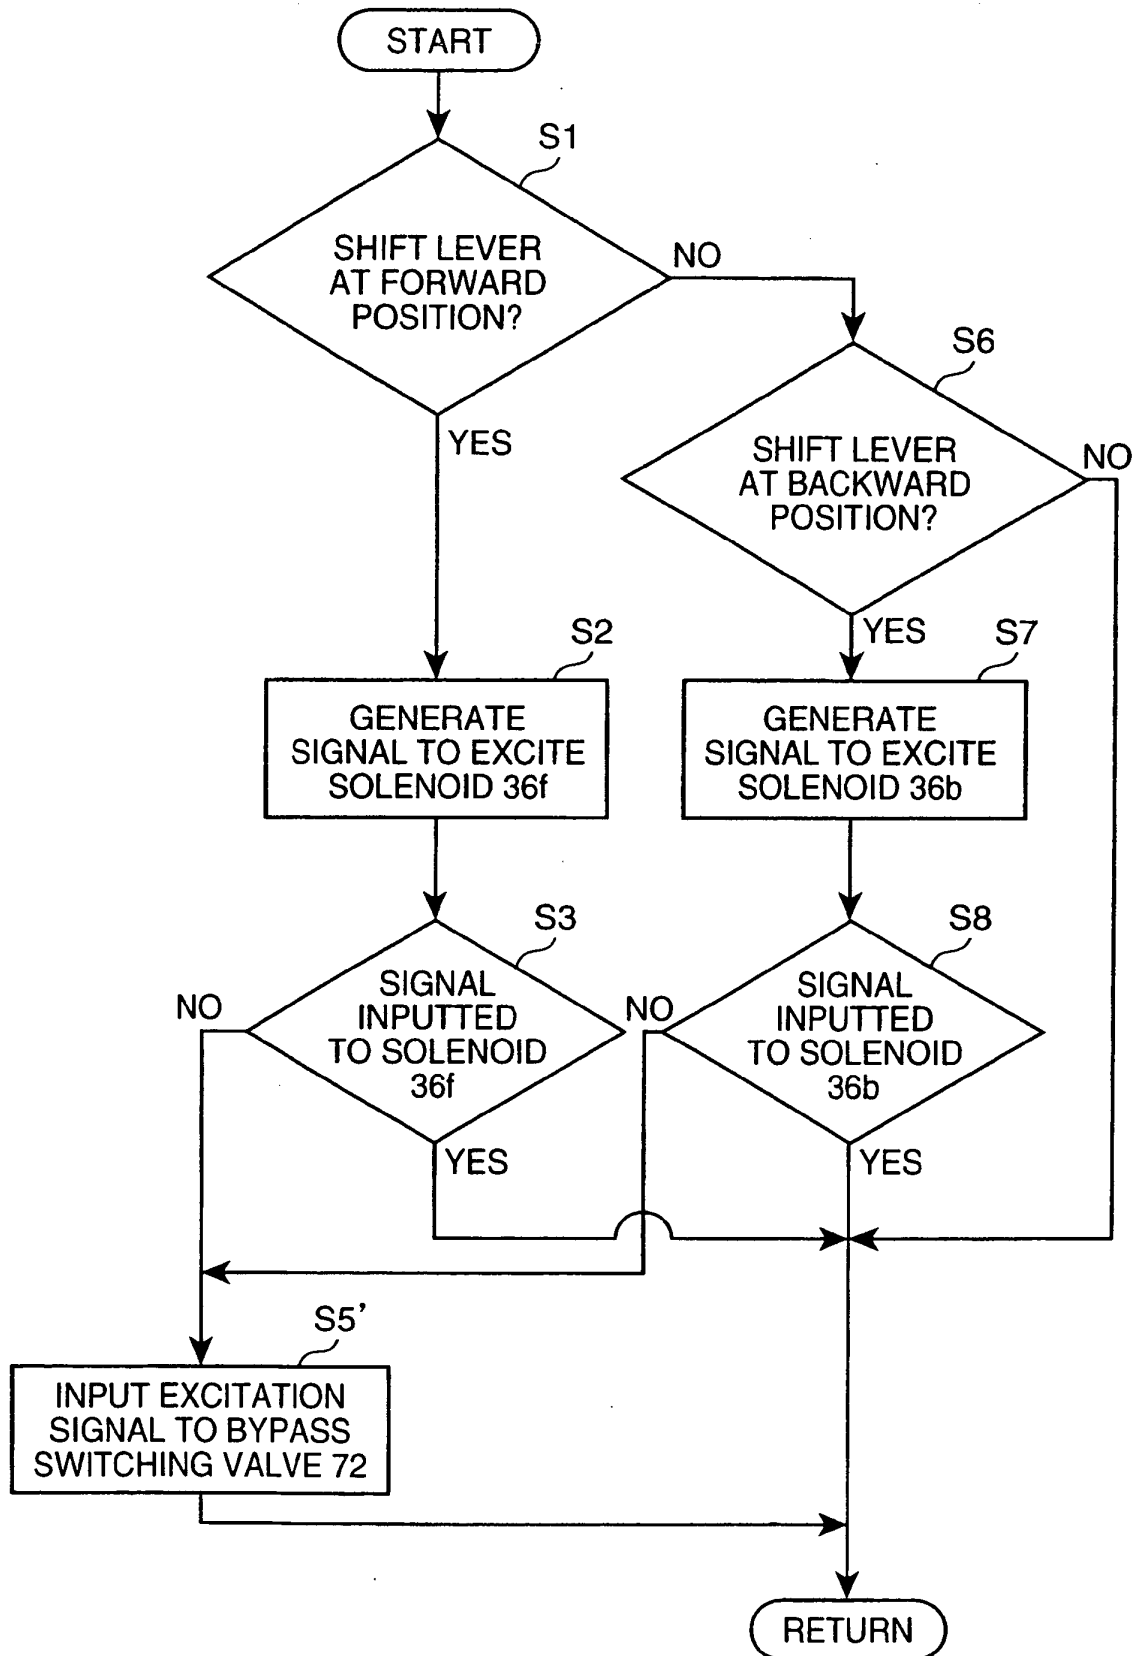 START
S1
SHIFT LEVER
AT FORWARD
POSITION?
NO
YES
S6
SHIFT LEVER
AT BACKWARD
POSITION?
NO
YES
S2
GENERATE
SIGNAL TO EXCITE
SOLENOID 36f
S7
GENERATE
SIGNAL TO EXCITE
SOLENOID 36b
S3
SIGNAL
INPUTTED
TO SOLENOID
36f
NO
YES
S8
SIGNAL
INPUTTED
TO SOLENOID
36b
NO
YES
S5’
INPUT EXCITATION
SIGNAL TO BYPASS
SWITCHING VALVE 72
RETURN